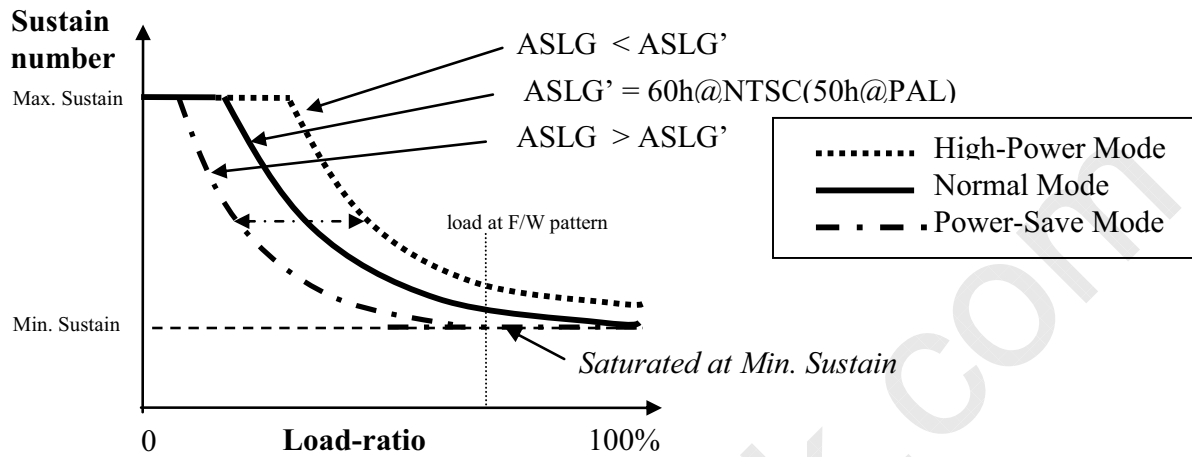 Sustain
number
ASLG < ASLG’
Max. Sustain
ASLG’ = 60h@NTSC(50h@PAL)
ASLG > ASLG’
High-Power Mode
Normal Mode
Power-Save Mode
load at F/W pattern
Min. Sustain
Saturated at Min. Sustain
0
Load-ratio
100%
k.com